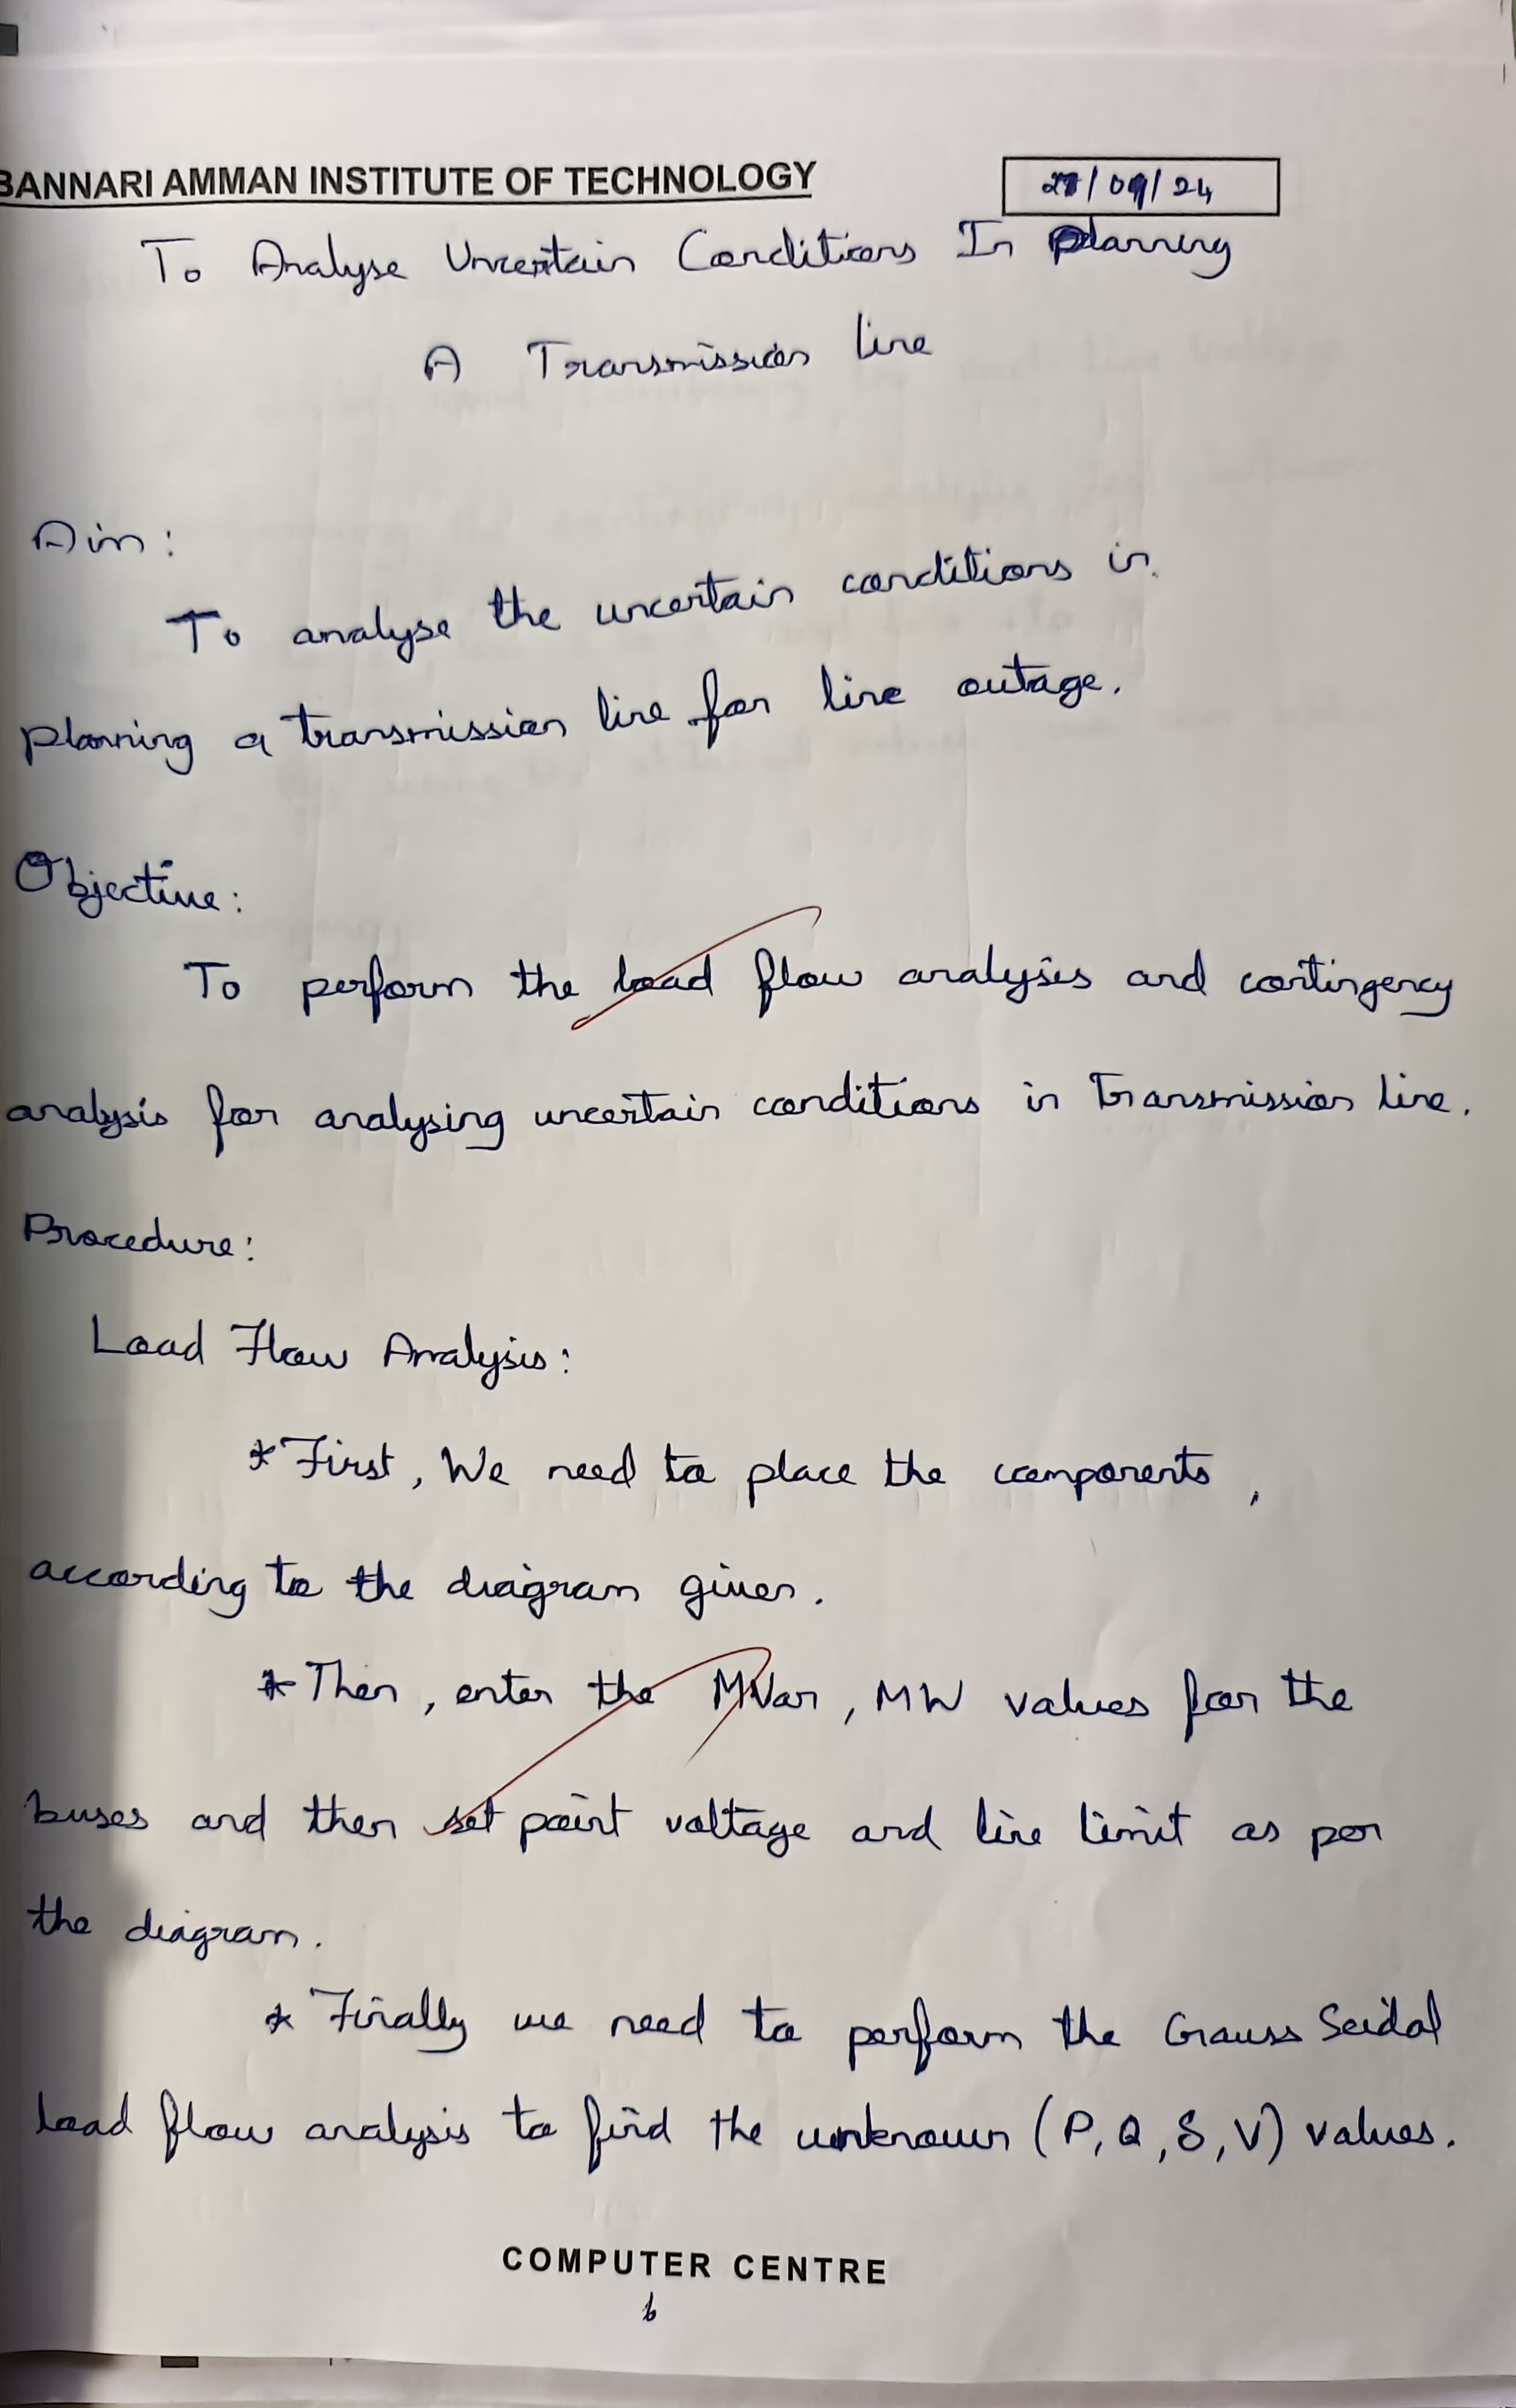 BANNARI AMMAN INSTITUTE OF TECHNOLOGY
27/09/24
To Analyse Uncertain Conditions In Planning
A Transmission line
Aim:
To analyse the uncertain conditions in
planning a transmission line for line outage.
Objective:
To perform the load flow analysis and contingency
analysis for analysing uncertain conditions in transmission line.
Procedure:
Load Flow Analysis:
* First, We need to place the components,
according to the diagram given.
* Then, enter the MVar, MW values for the
buses and then set point voltage and line limit as per
the diagram.
* Finally we need to perform the Gauss Seidal
load flow analysis to find the unknown (P, Q, δ, V) values.
COMPUTER CENTRE
6